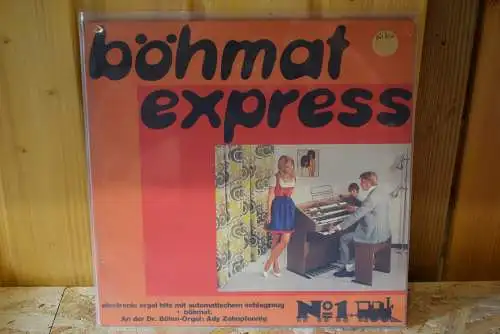 böhmat
express
electronic orgel hits mit automatischem schlagzeug
+ böhmat.
An der Dr. Böhm-Orgel: Ady Zehnpfennig
No 1